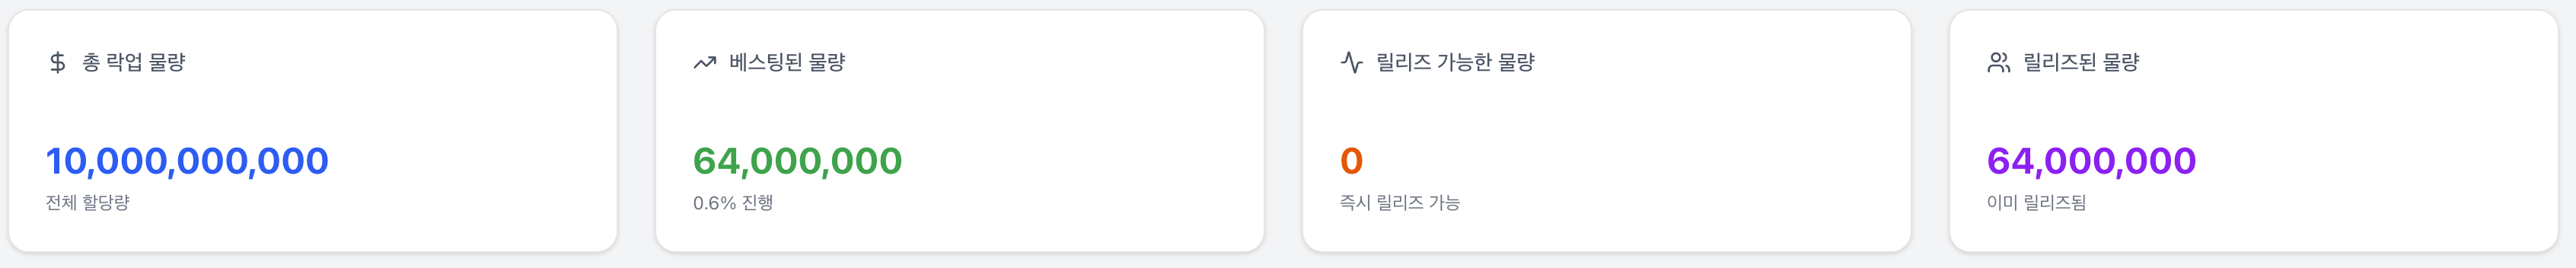 총 락업 물량
10,000,000,000
전체 할당량
베스팅된 물량
64,000,000
0.6% 진행
릴리즈 가능한 물량
0
즉시 릴리즈 가능
릴리즈된 물량
64,000,000
이미 릴리즈됨